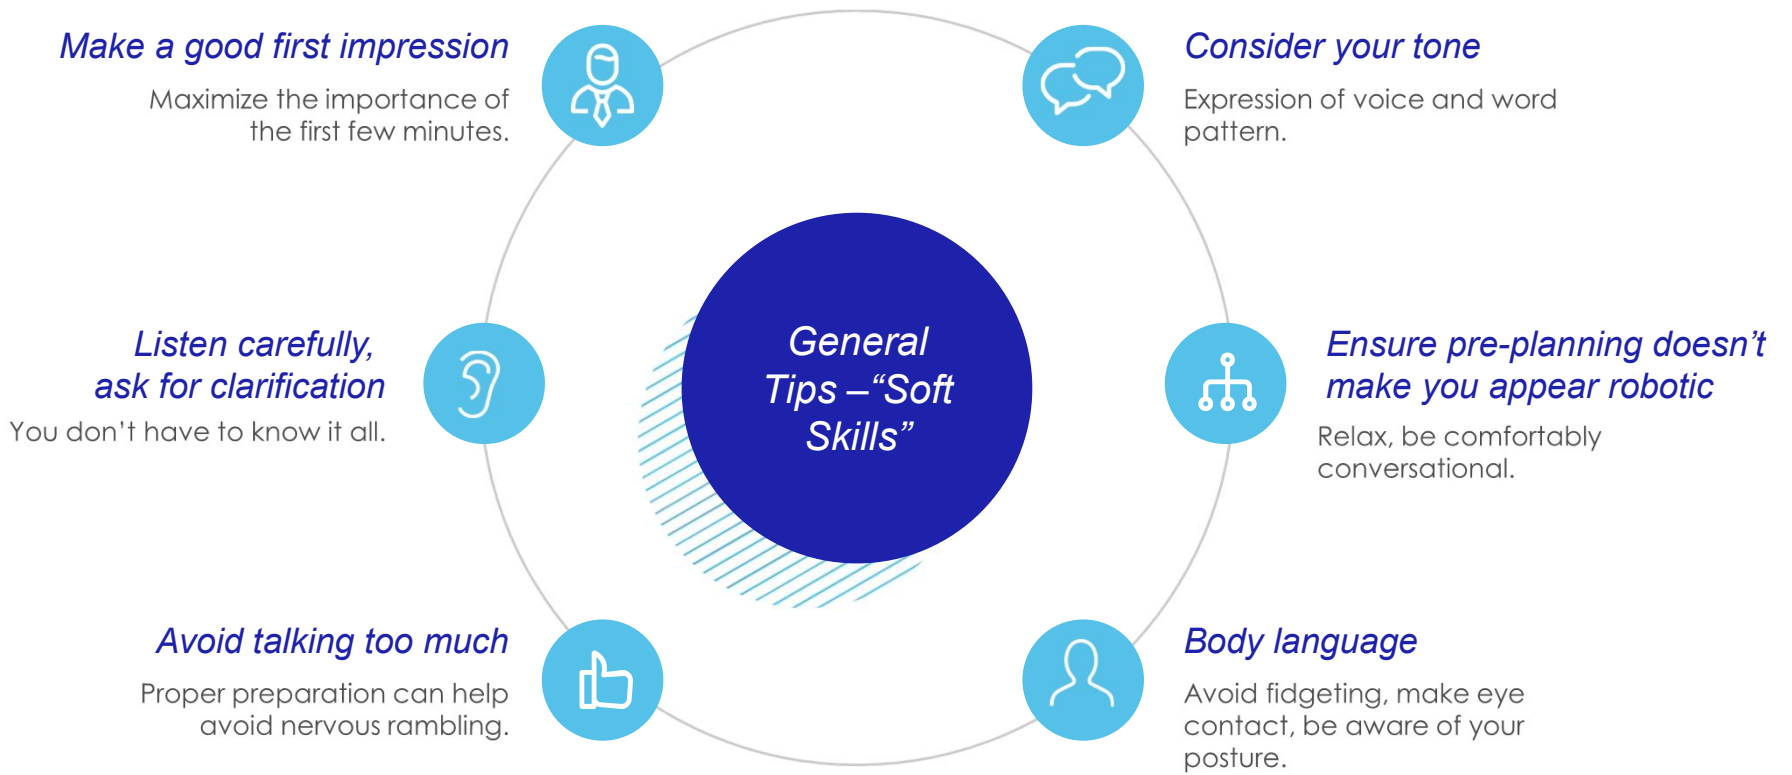 Make a good first impression
Maximize the importance of
the first few minutes.
Consider your tone
Expression of voice and word
pattern.
Listen carefully,
ask for clarification
You don’t have to know it all.
General
Tips –“Soft
Skills”
Ensure pre-planning doesn’t
make you appear robotic
Relax, be comfortably
conversational.
Avoid talking too much
Proper preparation can help
avoid nervous rambling.
Body language
Avoid fidgeting, make eye
contact, be aware of your
posture.